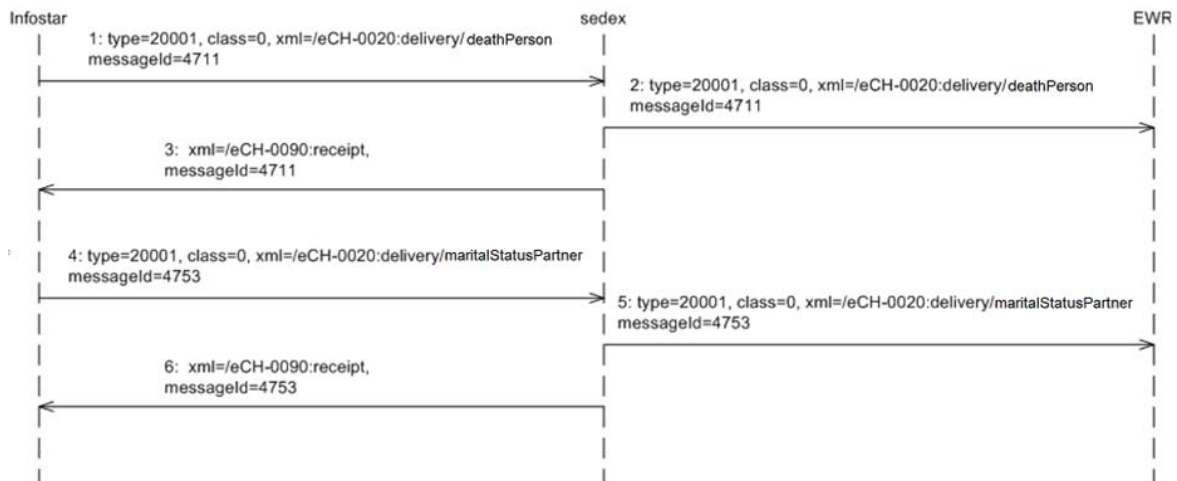 Infostar sedex EWR
1: type=20001, class=0, xml=/eCH-0020:delivery/deathPerson
messageId=4711
2: type=20001, class=0, xml=/eCH-0020:delivery/deathPerson
messageId=4711
3: xml=/eCH-0090:receipt,
messageId=4711
4: type=20001, class=0, xml=/eCH-0020:delivery/maritalStatusPartner
messageId=4753
5: type=20001, class=0, xml=/eCH-0020:delivery/maritalStatusPartner
messageId=4753
6: xml=/eCH-0090:receipt,
messageId=4753